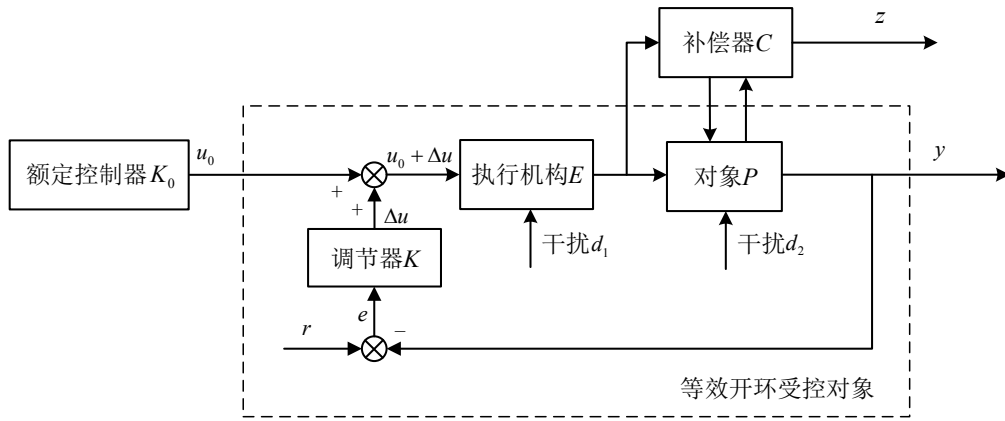 z
补偿器C
y
u₀
u₀ + Δu
额定控制器K₀
执行机构E
对象P
+
+
Δu
干扰d₁
干扰d₂
调节器K
e
r
−
等效开环受控对象